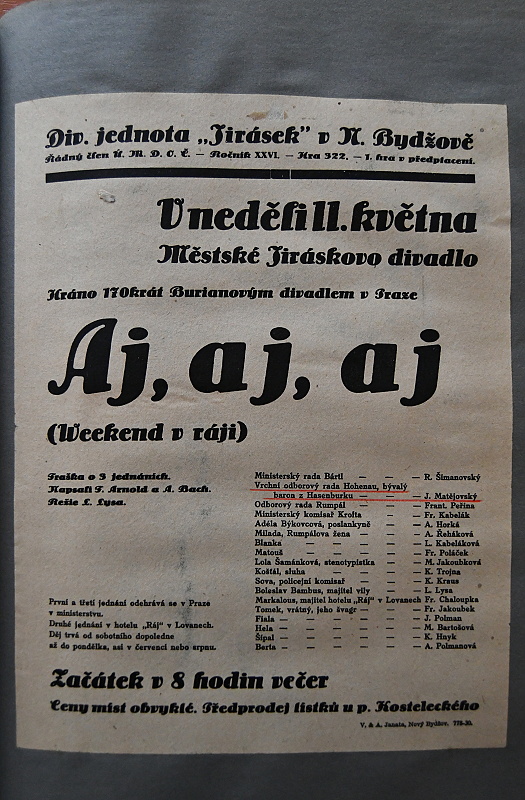 Div. jednota „Jirásek" v N. Bydžově
Řádný člen Ú. M. D. O. Č. — Ročník XXVI. — Hra 322. — 1. hra v předplacení.
V neděli 11. května
Městské Jiráskovo divadlo
Hráno 170krát Burianovým divadlem v Praze
Aj, aj, aj
(Weekend v ráji)
Fraška o 3 jednáních.
Napsali F. Arnold a A. Bach.
Režie L. Lysa.
Ministerský rada Bärtl — R. Šimanovský
Vrchní odborový rada Hohenau, bývalý
baron z Hasenburku — — — J. Matějovský
Odborový rada Rumpál — — — Frant. Peřina
Ministerský komisař Krofta — — Fr. Kabelák
Adéla Býkovcová, poslankyně — — A. Horká
Milada, Rumpálova žena — — — A. Řeháková
Blanka — — — — — L. Kabeláková
Matouš — — — — — Fr. Poláček
Lola Šamánková, stenotypistka — — M. Jakoubková
Košťál, sluha — — — — K. Trojna
Sova, policejní komisař — — — K. Kraus
Boleslav Bambus, majitel vily — — L. Lysa
Markalous, majitel hotelu „Ráj" v Lovanech Fr. Chaloupka
Tomek, vrátný, jeho švagr — — Fr. Jakoubek
Fiala — — — — — J. Polman
Hela — — — — — M. Bartošová
Šípal — — — — — K. Hnyk
Berta — — — — — A. Polmanová
První a třetí jednání odehrává se v Praze
v ministerstvu.
Druhé jednání v hotelu „Ráj" v Lovanech.
Děj trvá od sobotního dopoledne
až do pondělka, asi v červenci nebo srpnu.
Začátek v 8 hodin večer
Ceny míst obvyklé. Předprodej lístků u p. Kosteleckého
V. & A. Janata, Nový Bydžov. 778-30.